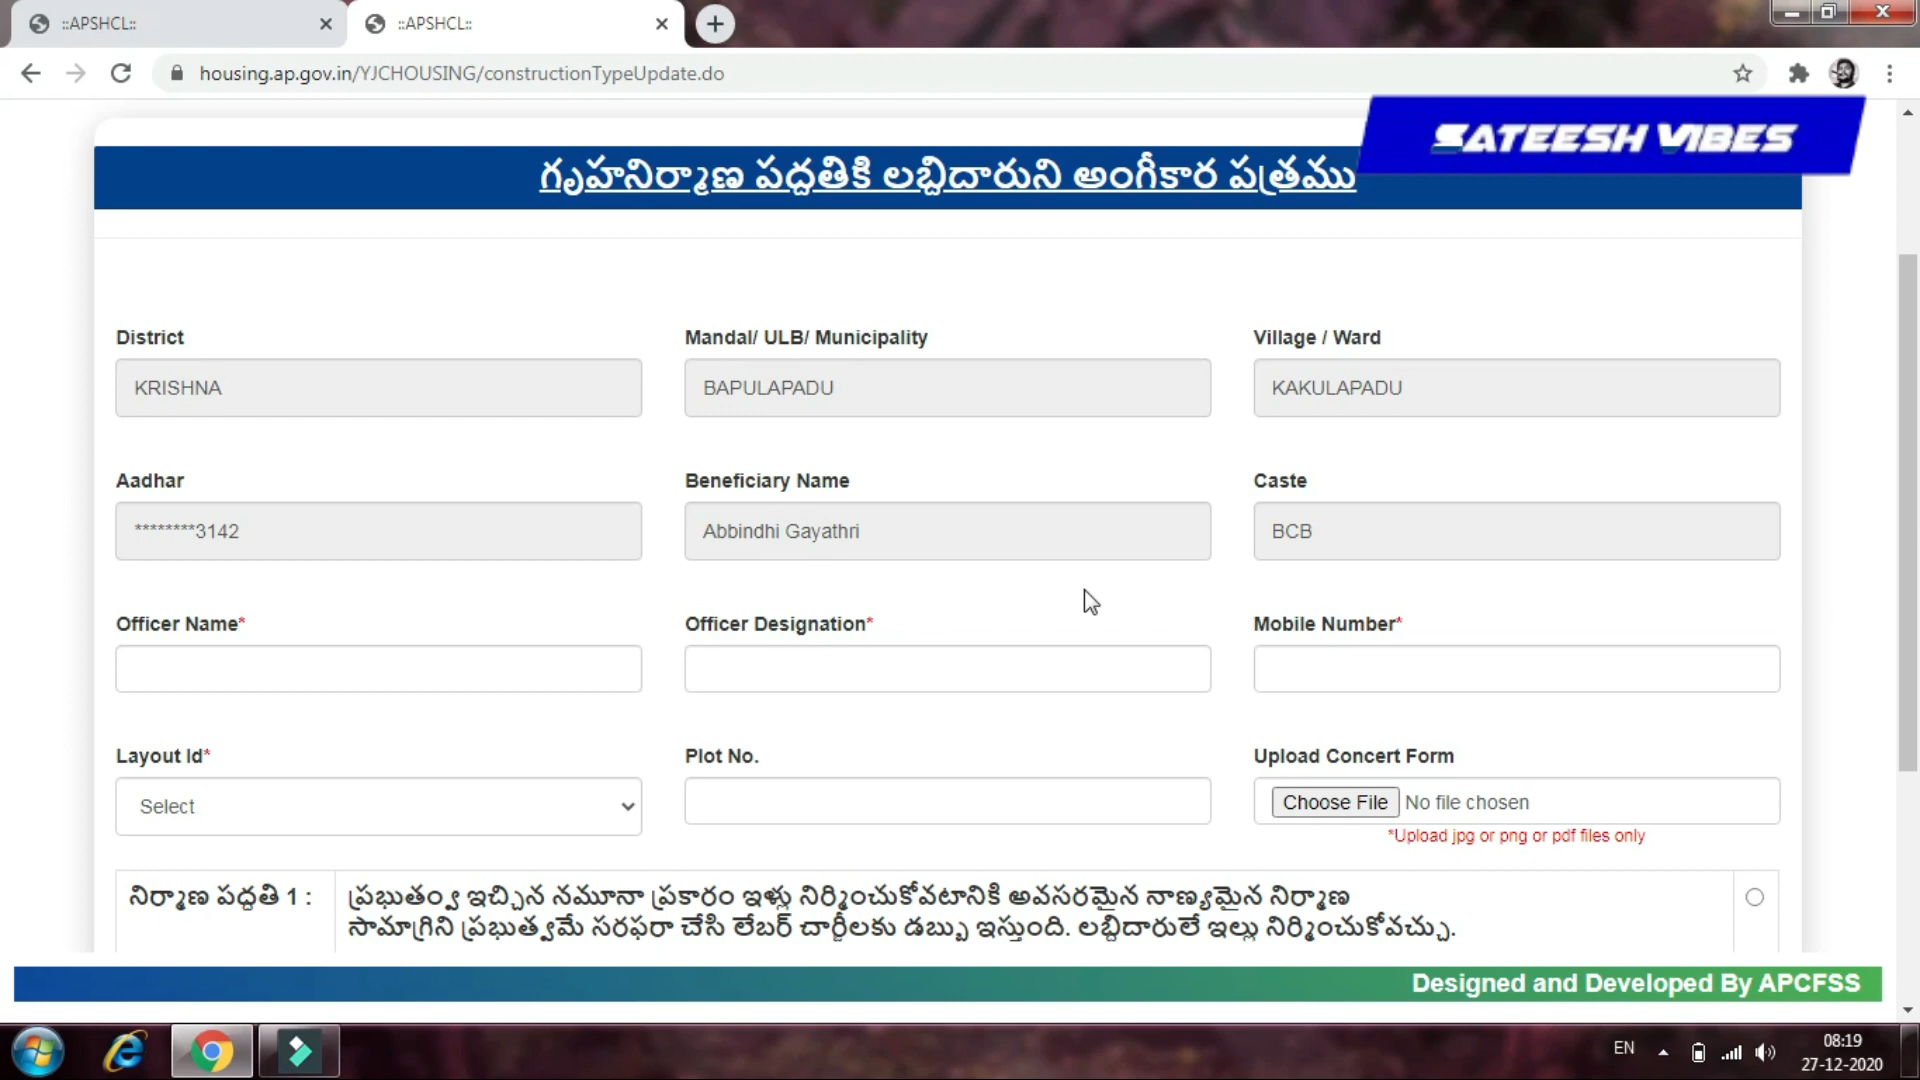 ::APSHCL::
::APSHCL::
housing.ap.gov.in/YJCHOUSING/constructionTypeUpdate.do
SATEESH VIBES
గృహనిర్మాణ పద్దతికి లబ్దిదారుని అంగీకార పత్రము
District
Mandal/ ULB/ Municipality
Village / Ward
KRISHNA
BAPULAPADU
KAKULAPADU
Aadhar
Beneficiary Name
Caste
********3142
Abbindhi Gayathri
BCB
Officer Name*
Officer Designation*
Mobile Number*
Layout Id*
Plot No.
Upload Concert Form
Select
Choose File No file chosen
*Upload jpg or png or pdf files only
నిర్మాణ పద్దతి 1 :
ప్రభుతం్వ ఇచ్చిన నమూనా ప్రకారం ఇళ్లు నిర్మించుకోవటానికి అవసరమైన నాణ్యమైన నిర్మాణ
సామాగ్రిని ప్రభుత్వమే సరఫరా చేసి లేబర్ చార్జీలకు డబ్బు ఇస్తుంది. లబ్దిదారులే ఇల్లు నిర్మించుకోవచ్చు.
Designed and Developed By APCFSS
EN
08:19
27-12-2020